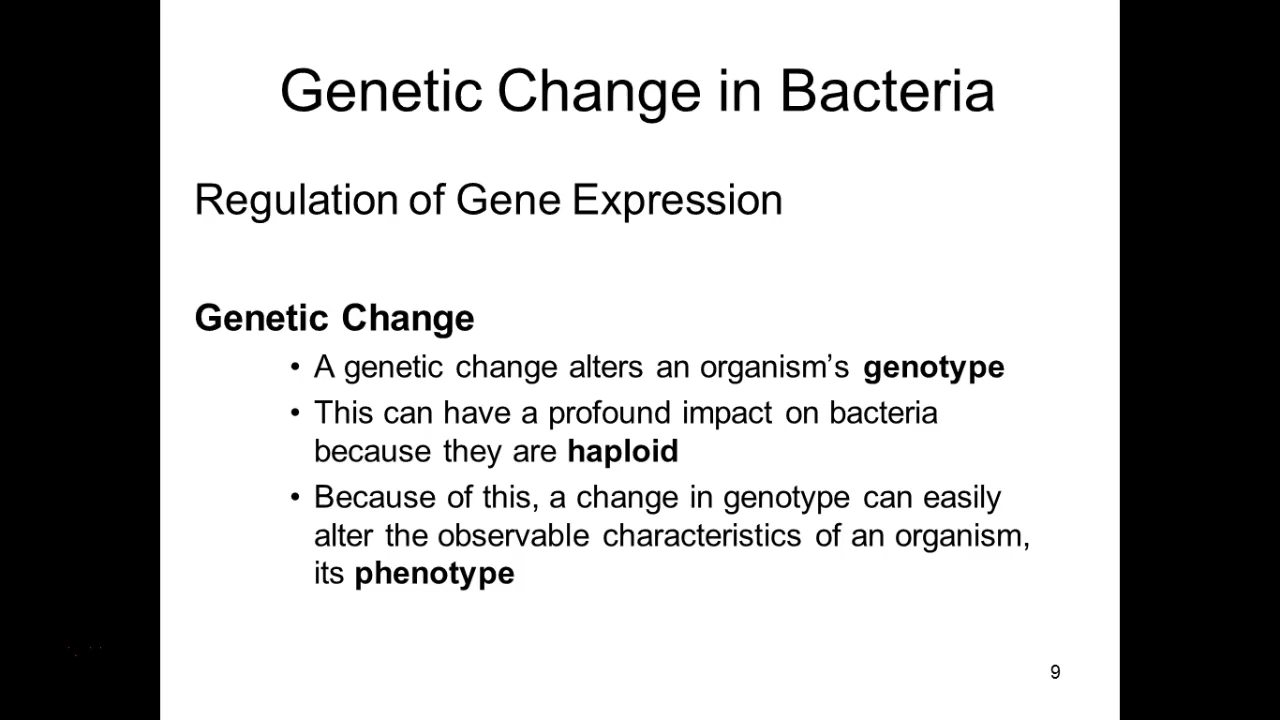 Genetic Change in Bacteria
Regulation of Gene Expression
Genetic Change
• A genetic change alters an organism’s genotype
• This can have a profound impact on bacteria
because they are haploid
• Because of this, a change in genotype can easily
alter the observable characteristics of an organism,
its phenotype
9